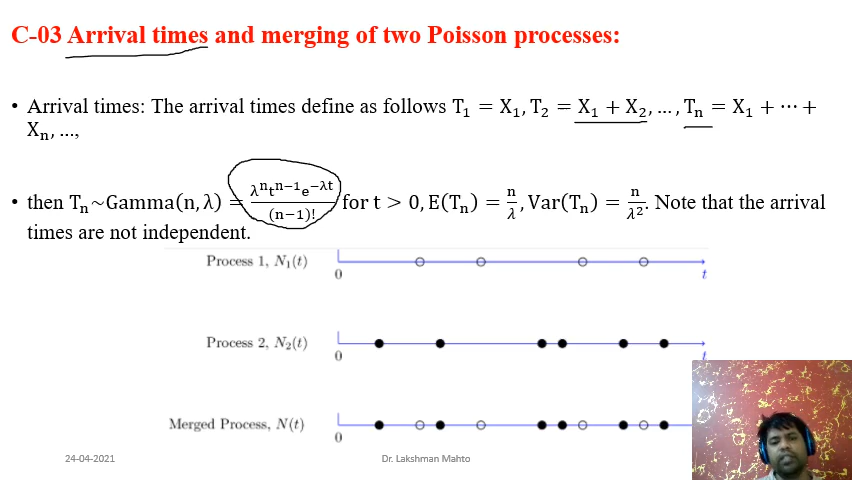 C-03 Arrival times and merging of two Poisson processes:
• Arrival times: The arrival times define as follows T₁ = X₁, T₂ = X₁ + X₂, …, Tₙ = X₁ + ⋯ +
Xₙ, …,
• then Tₙ~Gamma(n, λ) = λⁿtⁿ⁻¹e⁻λᵗ/(n−1)! for t > 0, E(Tₙ) = n/λ, Var(Tₙ) = n/λ². Note that the arrival
times are not independent.
Process 1, N₁(t)
0
t
Process 2, N₂(t)
0
t
Merged Process, N(t)
0
24-04-2021
Dr. Lakshman Mahto